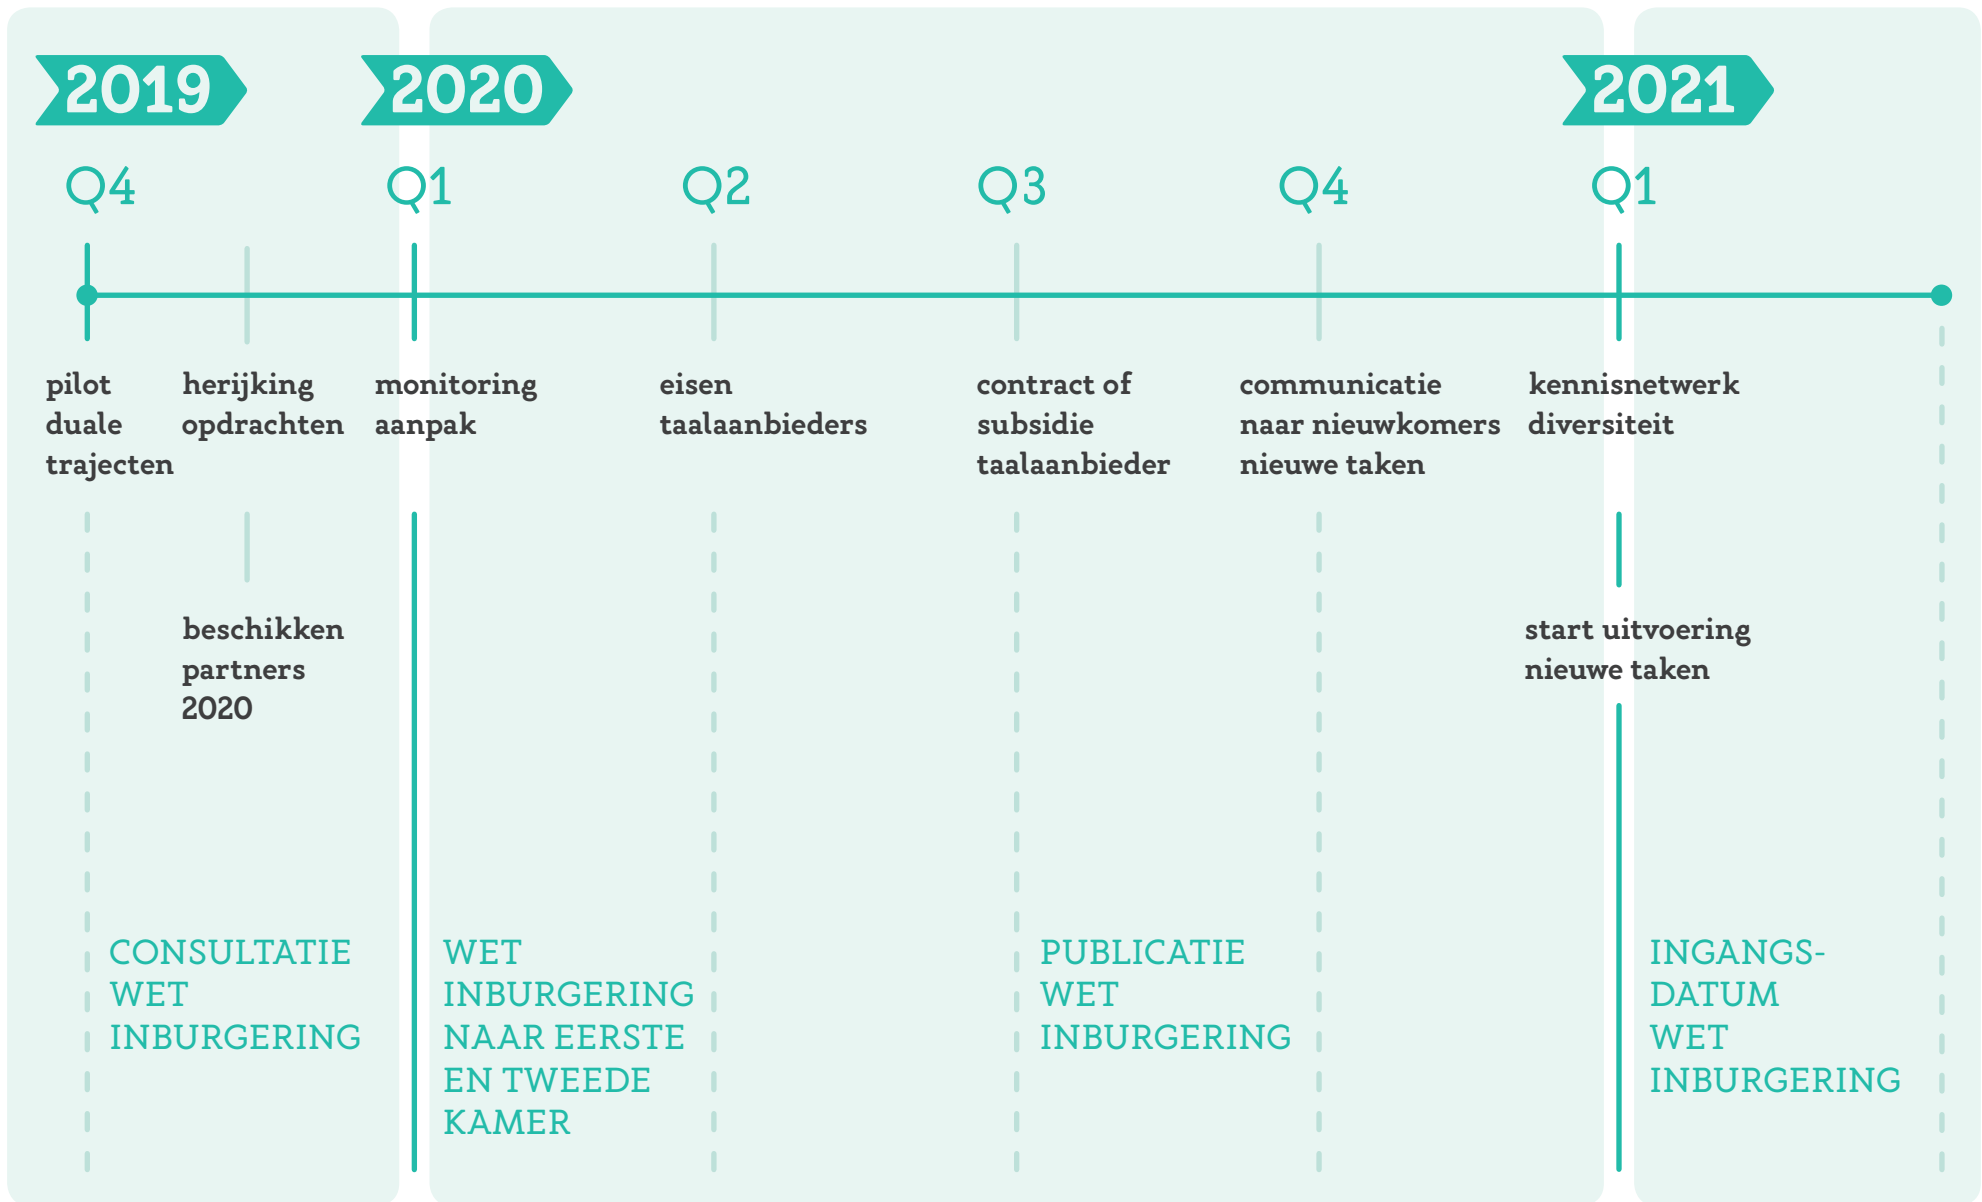 2019
2020
2021
Q4
Q1
Q2
Q3
Q4
Q1
pilot
duale
trajecten
herijking
opdrachten
monitoring
aanpak
eisen
taalaanbieders
contract of
subsidie
taalaanbieder
communicatie
naar nieuwkomers
nieuwe taken
kennisnetwerk
diversiteit
beschikken
partners
2020
start uitvoering
nieuwe taken
CONSULTATIE
WET
INBURGERING
WET
INBURGERING
NAAR EERSTE
EN TWEEDE
KAMER
PUBLICATIE
WET
INBURGERING
INGANGS-
DATUM
WET
INBURGERING